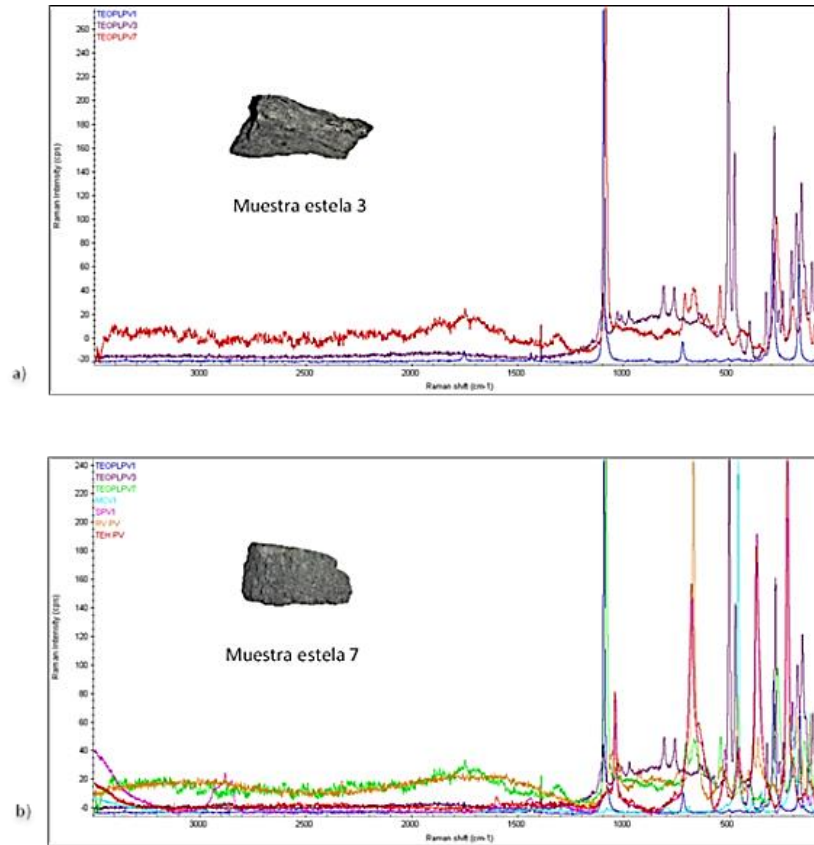 260
TEOPLPV1
TEOPLPV3
TEOPLPV7
240
220
200
180
160
140
120
100
80
60
40
20
0
-20
Raman Intensity (cps)
Muestra estela 3
3000
2500
2000
1500
1000
500
Raman shift (cm-1)
a)
240
TEOPLPV1
TEOPLPV3
TEOPLPV7
SPV1
TEH PV
220
200
180
160
140
120
100
80
60
40
20
0
Raman Intensity (cps)
Muestra estela 7
3000
2500
2000
1500
1000
500
Raman shift (cm-1)
b)